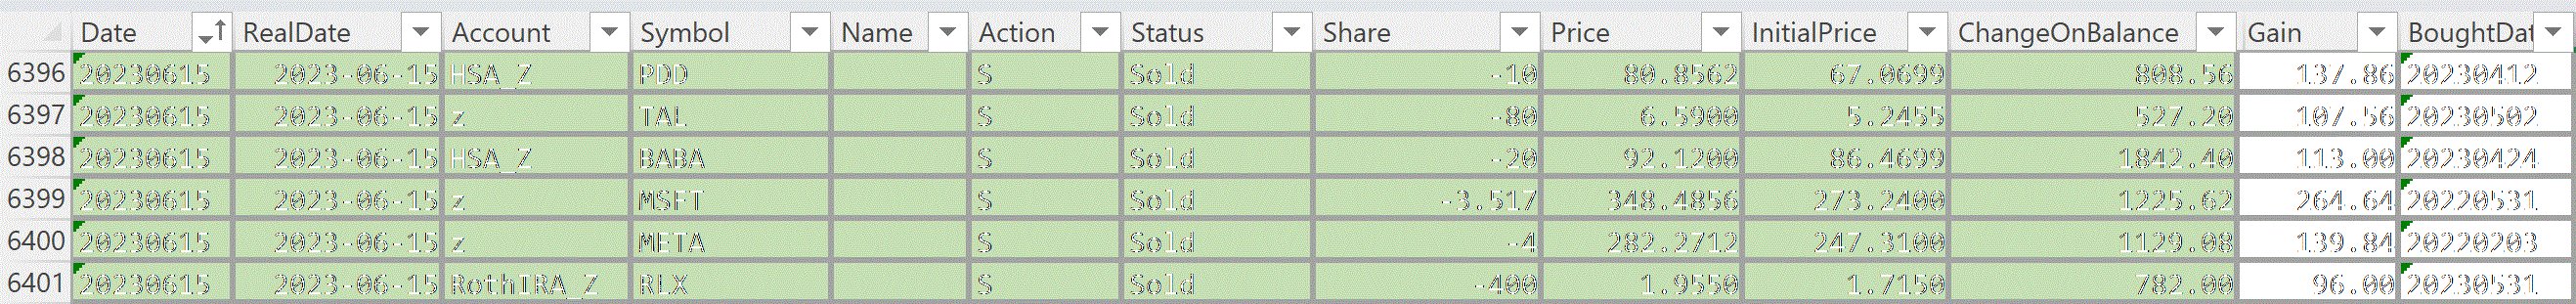 Date RealDate Account Symbol Name Action Status Share Price InitialPrice ChangeOnBalance Gain BoughtDat
6396 20230615 2023-06-15 HSA_Z PDD S Sold -10 80.8562 67.0699 808.56 137.86 20230412
6397 20230615 2023-06-15 z TAL S Sold -80 6.5900 5.2455 527.20 107.56 20230502
6398 20230615 2023-06-15 HSA_Z BABA S Sold -20 92.1200 86.4699 1842.40 113.00 20230424
6399 20230615 2023-06-15 z MSFT S Sold -3.517 348.4856 273.2400 1225.62 264.64 20220531
6400 20230615 2023-06-15 z META S Sold -4 282.2712 247.3100 1129.08 139.84 20220203
6401 20230615 2023-06-15 RothIRA_Z RLX S Sold -400 1.9550 1.7150 782.00 96.00 20230531